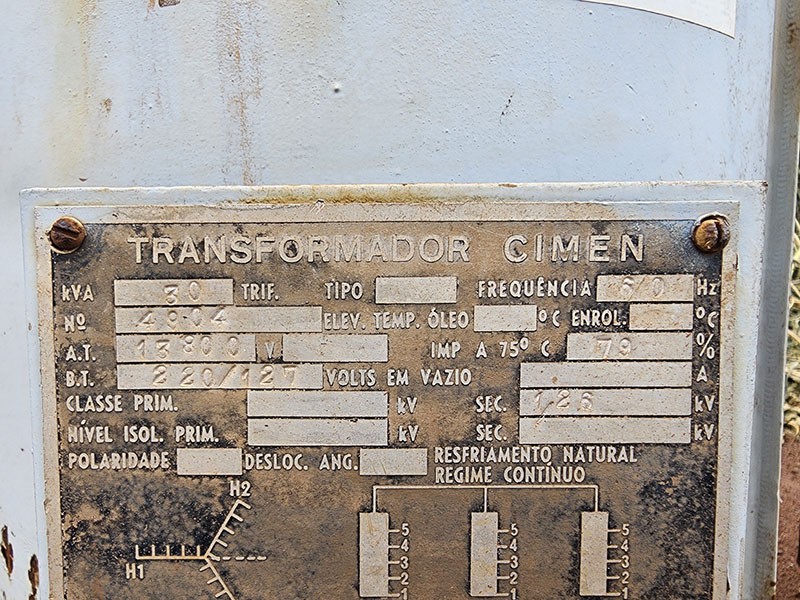 TRANSFORMADOR CIMEN
KVA 30 TRIF. TIPO FREQUÊNCIA 60 Hz
Nº 4904 ELEV. TEMP. ÓLEO ºC ENROL. ºC
A.T. 13800 V IMP A 75º C 79 %
B.T. 220/127 VOLTS EM VAZIO A
CLASSE PRIM. KV SEC. KV
NÍVEL ISOL. PRIM. KV SEC. KV
POLARIDADE DESLOC. ANG. RESFRIAMENTO NATURAL
REGIME CONTÍNUO
H2
H1
5 5 5
4 4 4
3 3 3
2 2 2
1 1 1